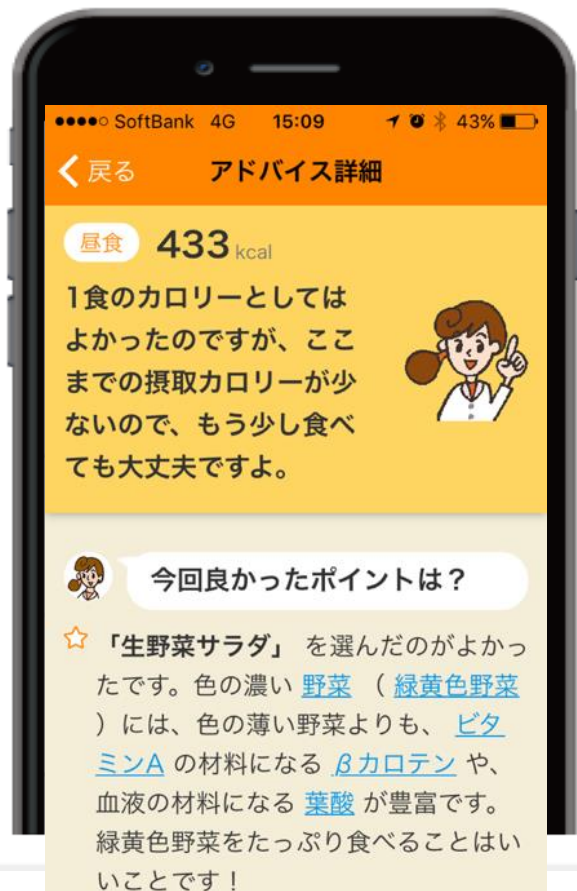 ●●●●○ SoftBank 4G 15:09 43%
戻る アドバイス詳細
昼食 433 kcal
1食のカロリーとしては
よかったのですが、ここ
までの摂取カロリーが少
ないので、もう少し食べ
ても大丈夫ですよ。
今回良かったポイントは？
「生野菜サラダ」 を選んだのがよかっ
たです。色の濃い 野菜 （ 緑黄色野菜
）には、色の薄い野菜よりも、 ビタ
ミンA の材料になる βカロテン や、
血液の材料になる 葉酸 が豊富です。
緑黄色野菜をたっぷり食べることはい
いことです！